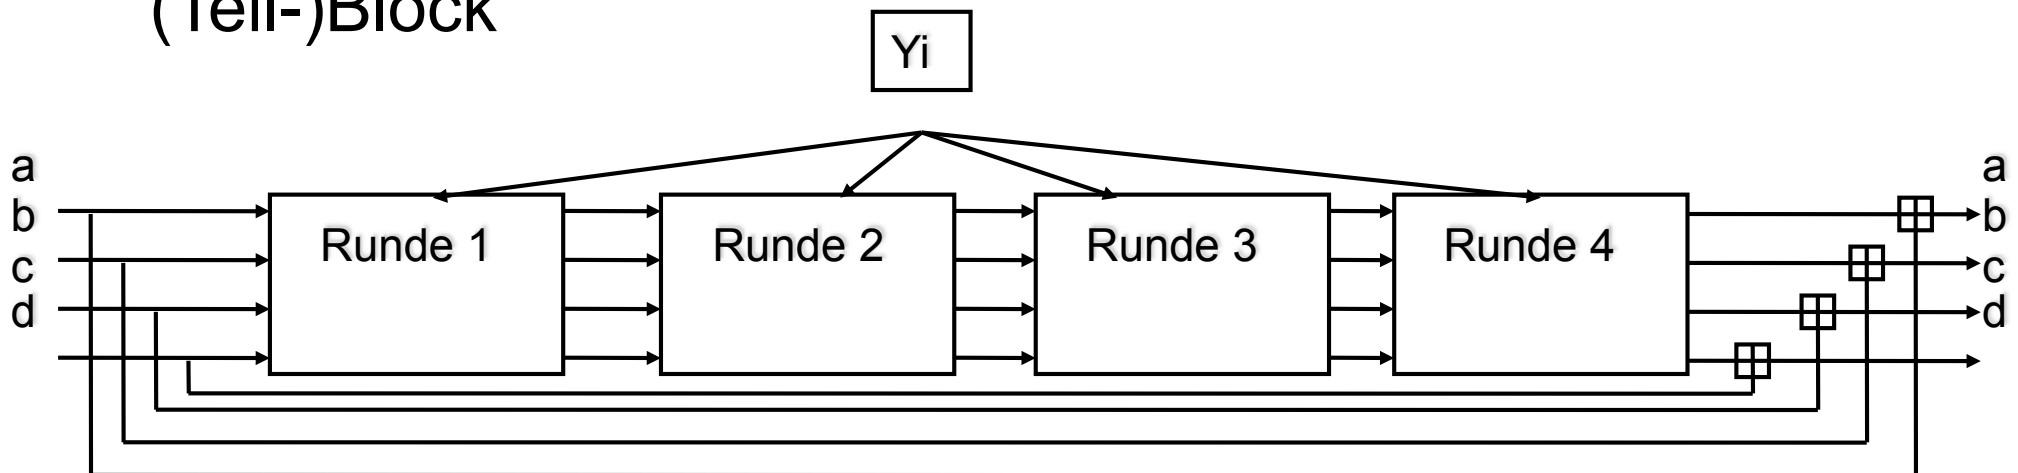 (Teil-)Block
Yi
a
b
c
d
Runde 1
Runde 2
Runde 3
Runde 4
a
b
c
d